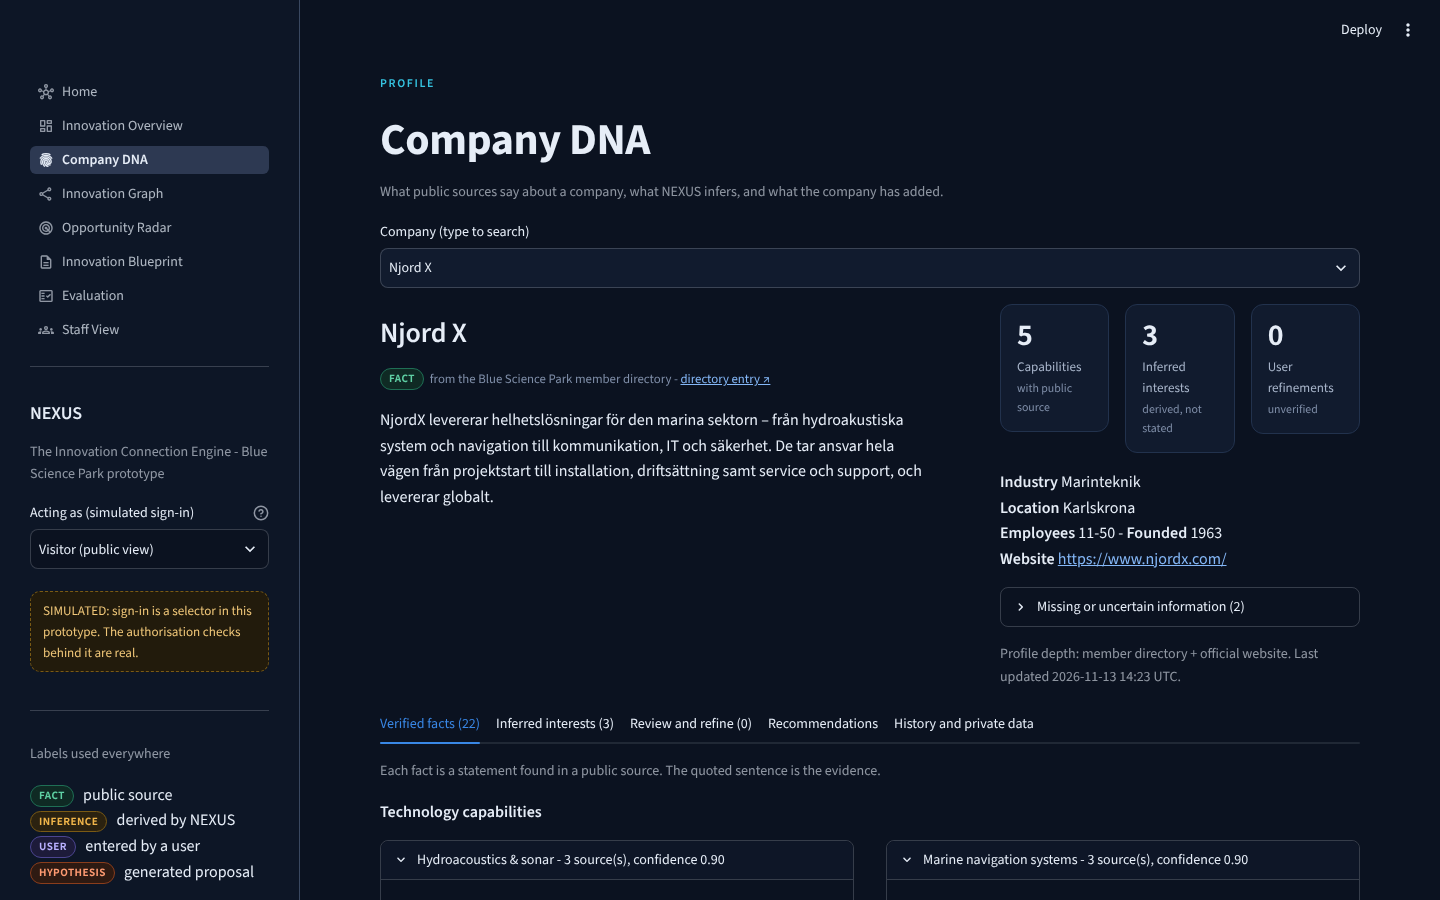 Deploy
Home
Innovation Overview
Company DNA
Innovation Graph
Opportunity Radar
Innovation Blueprint
Evaluation
Staff View
NEXUS
The Innovation Connection Engine - Blue
Science Park prototype
Acting as (simulated sign-in)
Visitor (public view)
SIMULATED: sign-in is a selector in this
prototype. The authorisation checks
behind it are real.
Labels used everywhere
FACT public source
INFERENCE derived by NEXUS
USER entered by a user
HYPOTHESIS generated proposal
PROFILE
Company DNA
What public sources say about a company, what NEXUS infers, and what the company has added.
Company (type to search)
Njord X
Njord X
FACT from the Blue Science Park member directory - directory entry ↗
NjordX levererar helhetslösningar för den marina sektorn – från hydroakustiska
system och navigation till kommunikation, IT och säkerhet. De tar ansvar hela
vägen från projektstart till installation, driftsättning samt service och support, och
levererar globalt.
5
Capabilities
with public
source
3
Inferred
interests
derived, not
stated
0
User
refinements
unverified
Industry Marinteknik
Location Karlskrona
Employees 11-50 - Founded 1963
Website https://www.njordx.com/
Missing or uncertain information (2)
Profile depth: member directory + official website. Last
updated 2026-11-13 14:23 UTC.
Verified facts (22) Inferred interests (3) Review and refine (0) Recommendations History and private data
Each fact is a statement found in a public source. The quoted sentence is the evidence.
Technology capabilities
Hydroacoustics & sonar - 3 source(s), confidence 0.90
Marine navigation systems - 3 source(s), confidence 0.90